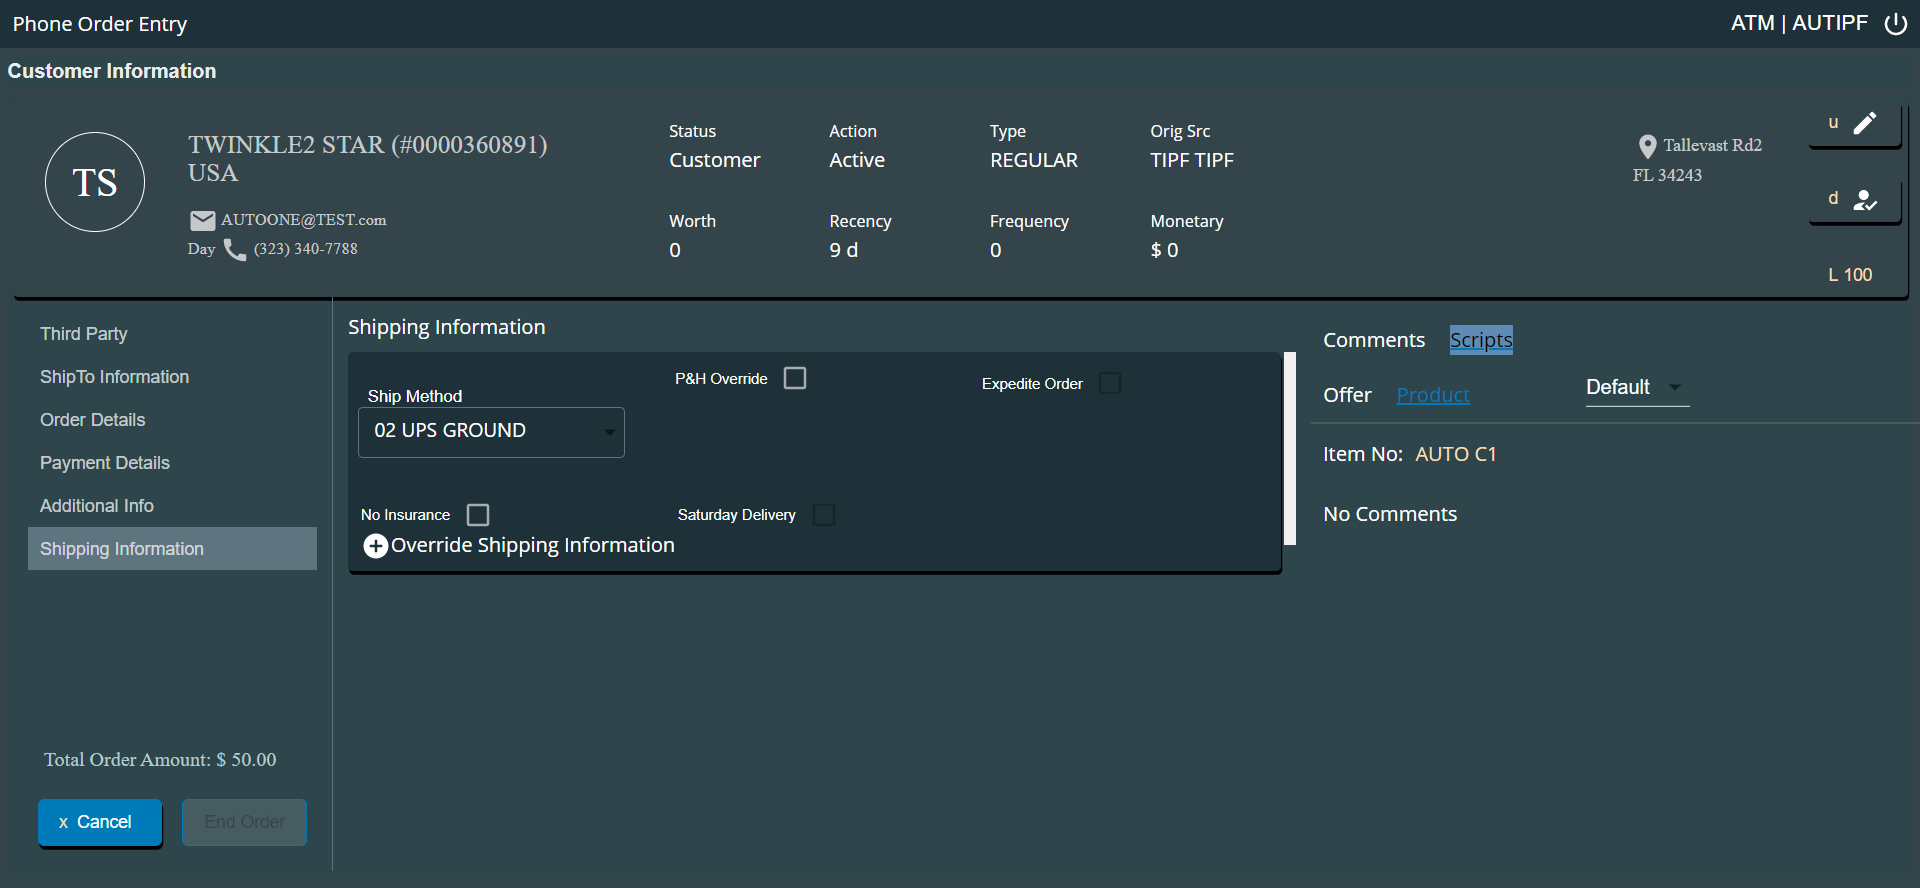 Phone Order Entry
ATM | AUTIPF
Customer Information
TS
TWINKLE2 STAR (#0000360891)
USA
AUTOONE@TEST.com
Day (323) 340-7788
Status
Customer
Action
Active
Type
REGULAR
Orig Src
TIPF TIPF
Worth
0
Recency
9 d
Frequency
0
Monetary
$ 0
Tallevast Rd2
FL 34243
u
d
L 100
Third Party
ShipTo Information
Order Details
Payment Details
Additional Info
Shipping Information
Total Order Amount: $ 50.00
x Cancel
End Order
Shipping Information
Ship Method
02 UPS GROUND
P&H Override
Expedite Order
No Insurance
Saturday Delivery
Override Shipping Information
Comments Scripts
Offer Product Default
Item No: AUTO C1
No Comments